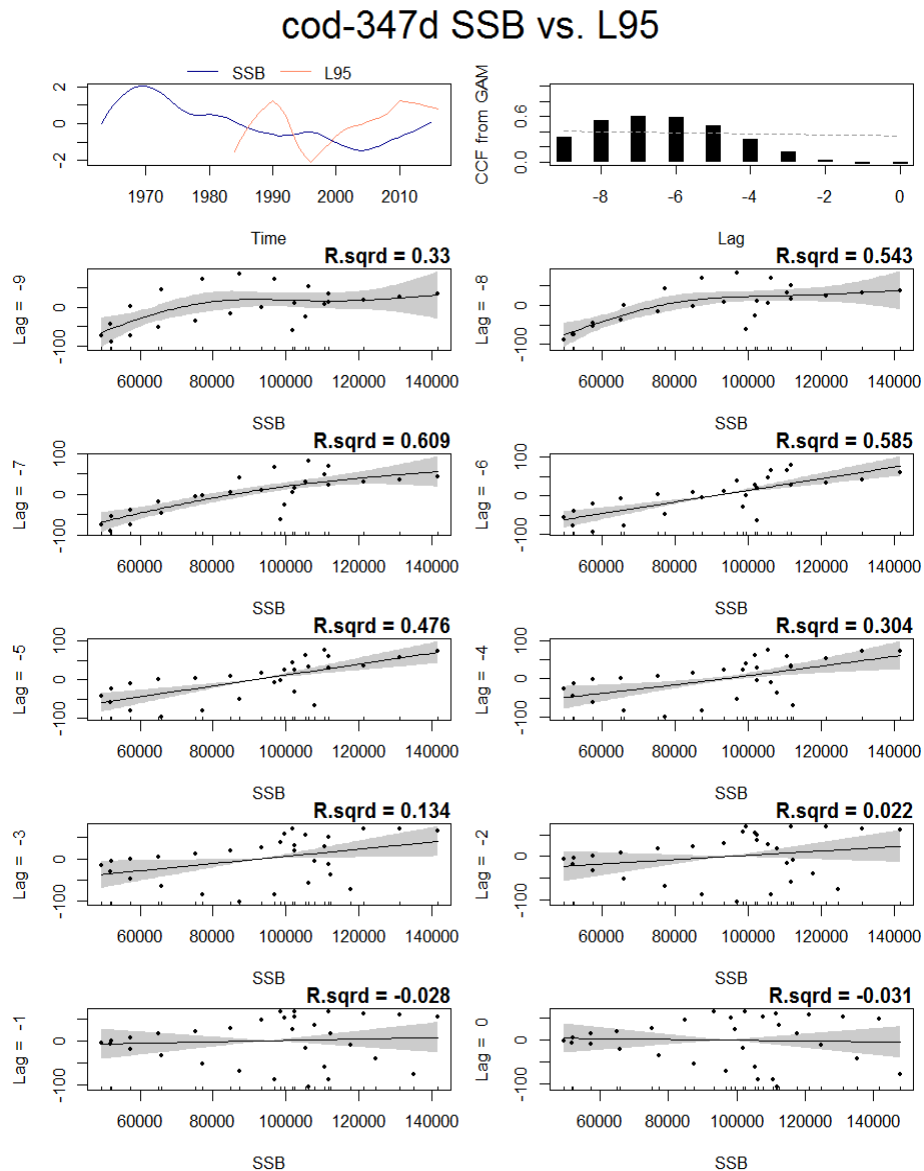 cod-347d SSB vs. L95
SSB L95
2
0
-2
1970 1980 1990 2000 2010
Time
CCF from GAM
0.6
0.0
-8 -6 -4 -2 0
Lag
R.sqrd = 0.33
Lag = -9
0
-100
60000 80000 100000 120000 140000
SSB
R.sqrd = 0.543
Lag = -8
0
-100
60000 80000 100000 120000 140000
SSB
R.sqrd = 0.609
Lag = -7
100
0
-100
60000 80000 100000 120000 140000
SSB
R.sqrd = 0.585
Lag = -6
100
0
-100
60000 80000 100000 120000 140000
SSB
R.sqrd = 0.476
Lag = -5
100
0
-100
60000 80000 100000 120000 140000
SSB
R.sqrd = 0.304
Lag = -4
100
0
-100
60000 80000 100000 120000 140000
SSB
R.sqrd = 0.134
Lag = -3
0
-100
60000 80000 100000 120000 140000
SSB
R.sqrd = 0.022
Lag = -2
0
-100
60000 80000 100000 120000 140000
SSB
R.sqrd = -0.028
Lag = -1
0
-100
60000 80000 100000 120000 140000
SSB
R.sqrd = -0.031
Lag = 0
0
-100
60000 80000 100000 120000 140000
SSB